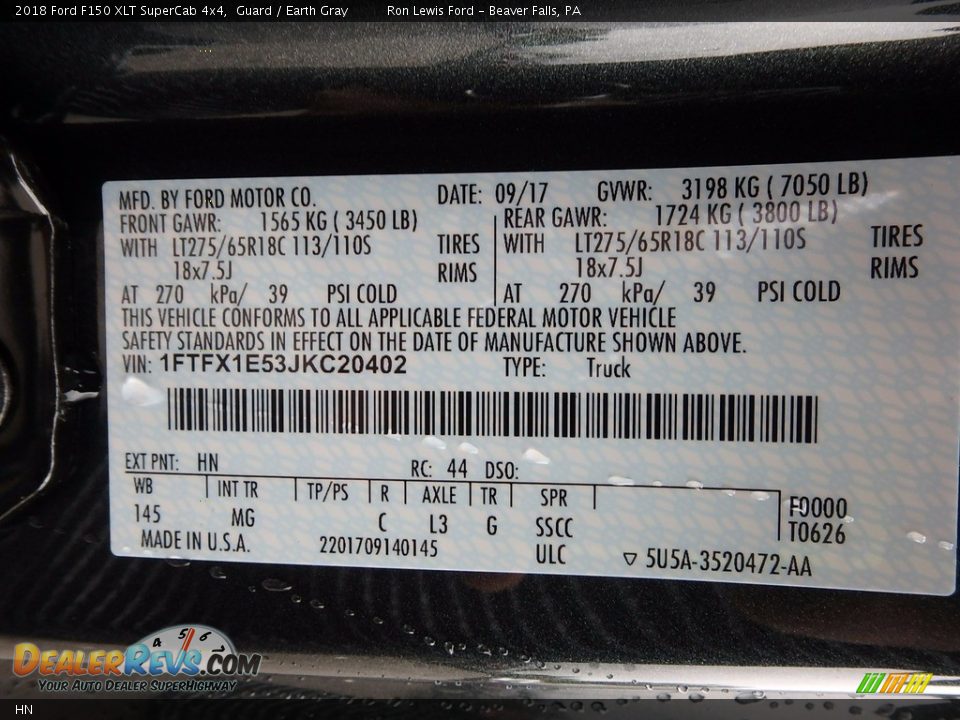 2018 Ford F150 XLT SuperCab 4x4, Guard / Earth Gray Ron Lewis Ford - Beaver Falls, PA
MFD. BY FORD MOTOR CO. DATE: 09/17 GVWR: 3198 KG ( 7050 LB)
FRONT GAWR: 1565 KG ( 3450 LB) REAR GAWR: 1724 KG ( 3800 LB)
WITH LT275/65R18C 113/110S TIRES WITH LT275/65R18C 113/110S TIRES
18x7.5J RIMS 18x7.5J RIMS
AT 270 kPa/ 39 PSI COLD AT 270 kPa/ 39 PSI COLD
THIS VEHICLE CONFORMS TO ALL APPLICABLE FEDERAL MOTOR VEHICLE
SAFETY STANDARDS IN EFFECT ON THE DATE OF MANUFACTURE SHOWN ABOVE.
VIN: 1FTFX1E53JKC20402 TYPE: Truck
EXT PNT: HN RC: 44 DSO:
WB INT TR TP/PS R AXLE TR SPR F0000
145 MG C L3 G SSCC T0626
MADE IN U.S.A. 2201709140145 ULC ▽ 5U5A-3520472-AA
4 5 6
DEALERREVS.COM
YOUR AUTO DEALER SUPERHIGHWAY
HN